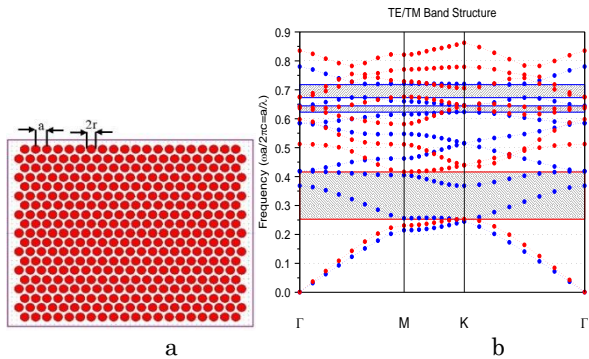 TE/TM Band Structure
a
2r
Frequency (ωa/2πc=a/λ)
0.9
0.8
0.7
0.6
0.5
0.4
0.3
0.2
0.1
0.0
Γ M K Γ
a b